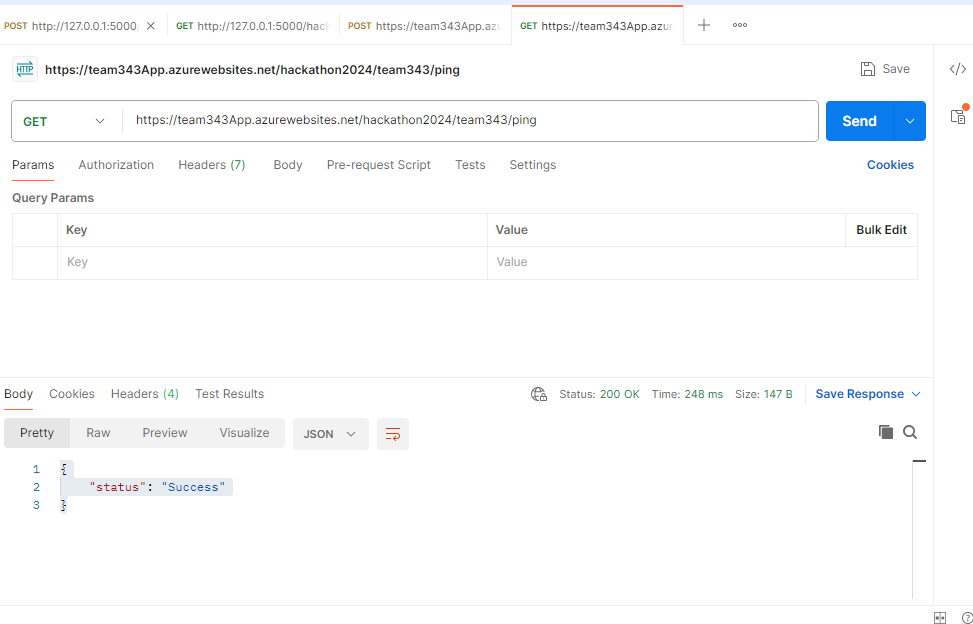 POST http://127.0.0.1:5000, GET http://127.0.0.1:5000/hack POST https://team343App.azu GET https://team343App.azur
HTTP https://team343App.azurewebsites.net/hackathon2024/team343/ping Save
GET https://team343App.azurewebsites.net/hackathon2024/team343/ping Send
Params Authorization Headers (7) Body Pre-request Script Tests Settings Cookies
Query Params
Key Value Bulk Edit
Key Value
Body Cookies Headers (4) Test Results Status: 200 OK Time: 248 ms Size: 147 B Save Response
Pretty Raw Preview Visualize JSON
1 {
2 "status": "Success"
3 }